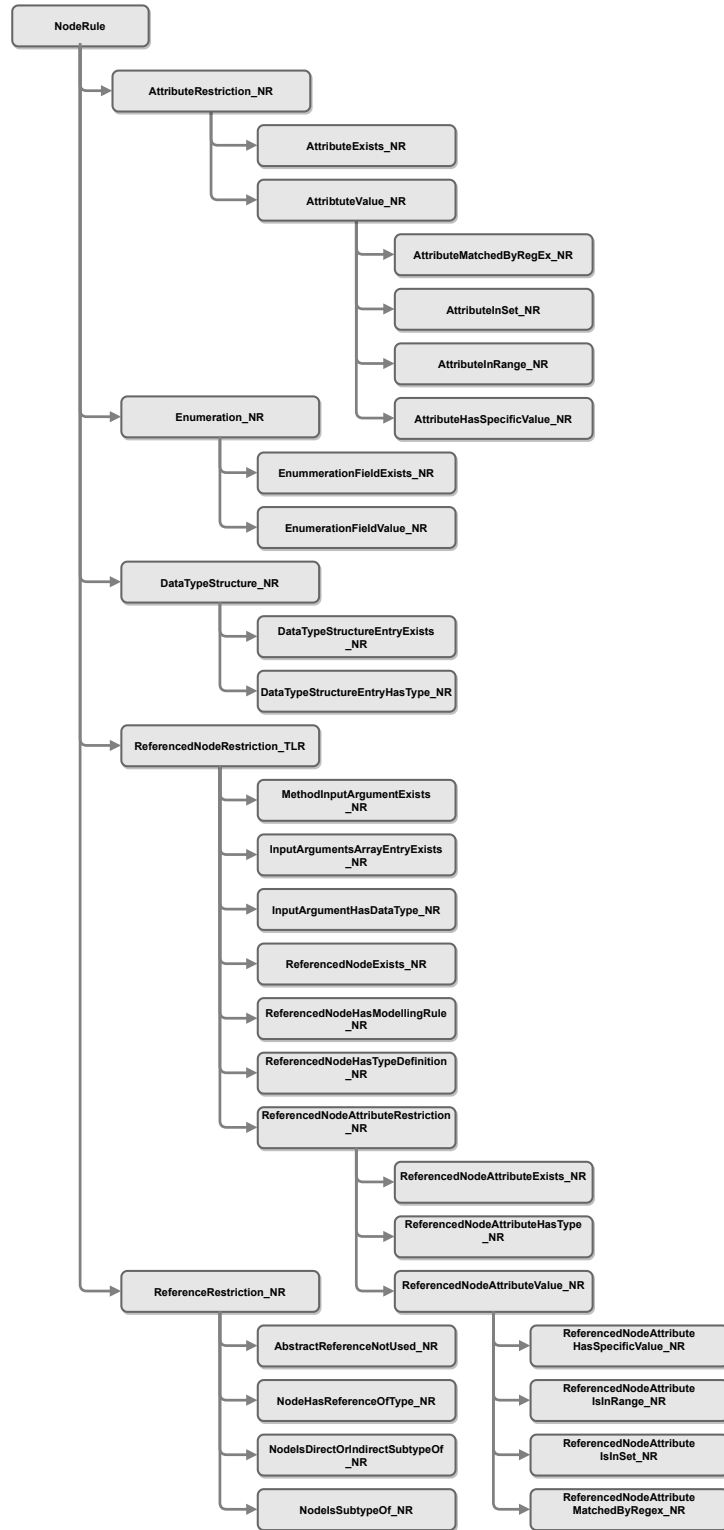 NodeRule
AttributeRestriction_NR
AttributeExists_NR
AttribtuteValue_NR
AttributeMatchedByRegEx_NR
AttributeInSet_NR
AttributeInRange_NR
AttributeHasSpecificValue_NR
Enumeration_NR
EnummerationFieldExists_NR
EnumerationFieldValue_NR
DataTypeStructure_NR
DataTypeStructureEntryExists
_NR
DataTypeStructureEntryHasType_NR
ReferencedNodeRestriction_TLR
MethodInputArgumentExists
_NR
InputArgumentsArrayEntryExists
_NR
InputArgumentHasDataType_NR
ReferencedNodeExists_NR
ReferencedNodeHasModellingRule
_NR
ReferencedNodeHasTypeDefinition
_NR
ReferencedNodeAttributeRestriction
_NR
ReferencedNodeAttributeExists_NR
ReferencedNodeAttributeHasType
_NR
ReferencedNodeAttributeValue_NR
ReferencedNodeAttribute
HasSpecificValue_NR
ReferencedNodeAttribute
IsInRange_NR
ReferencedNodeAttribute
IsInSet_NR
ReferencedNodeAttribute
MatchedByRegex_NR
ReferenceRestriction_NR
AbstractReferenceNotUsed_NR
NodeHasReferenceOfType_NR
NodeIsDirectOrIndirectSubtypeOf
_NR
NodeIsSubtypeOf_NR